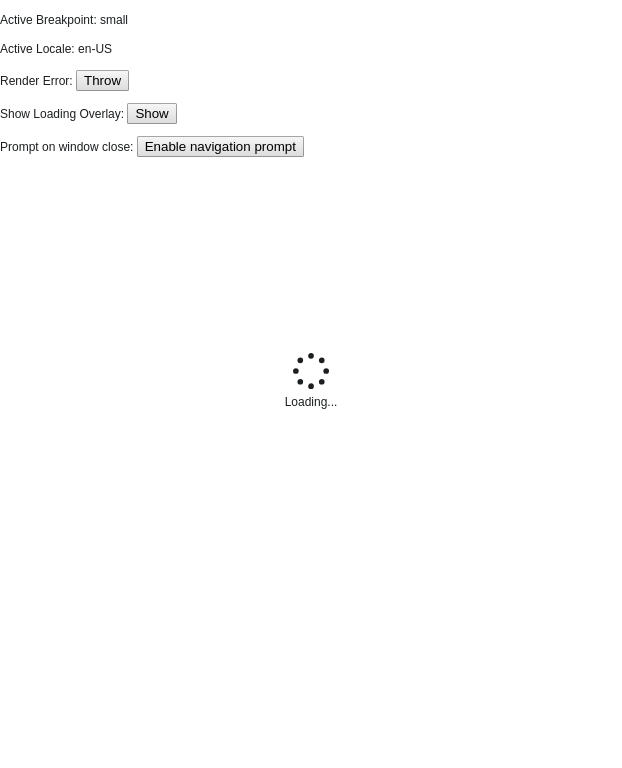 Active Breakpoint: small
Active Locale: en-US
Render Error: Throw
Show Loading Overlay: Show
Prompt on window close: Enable navigation prompt
Loading...